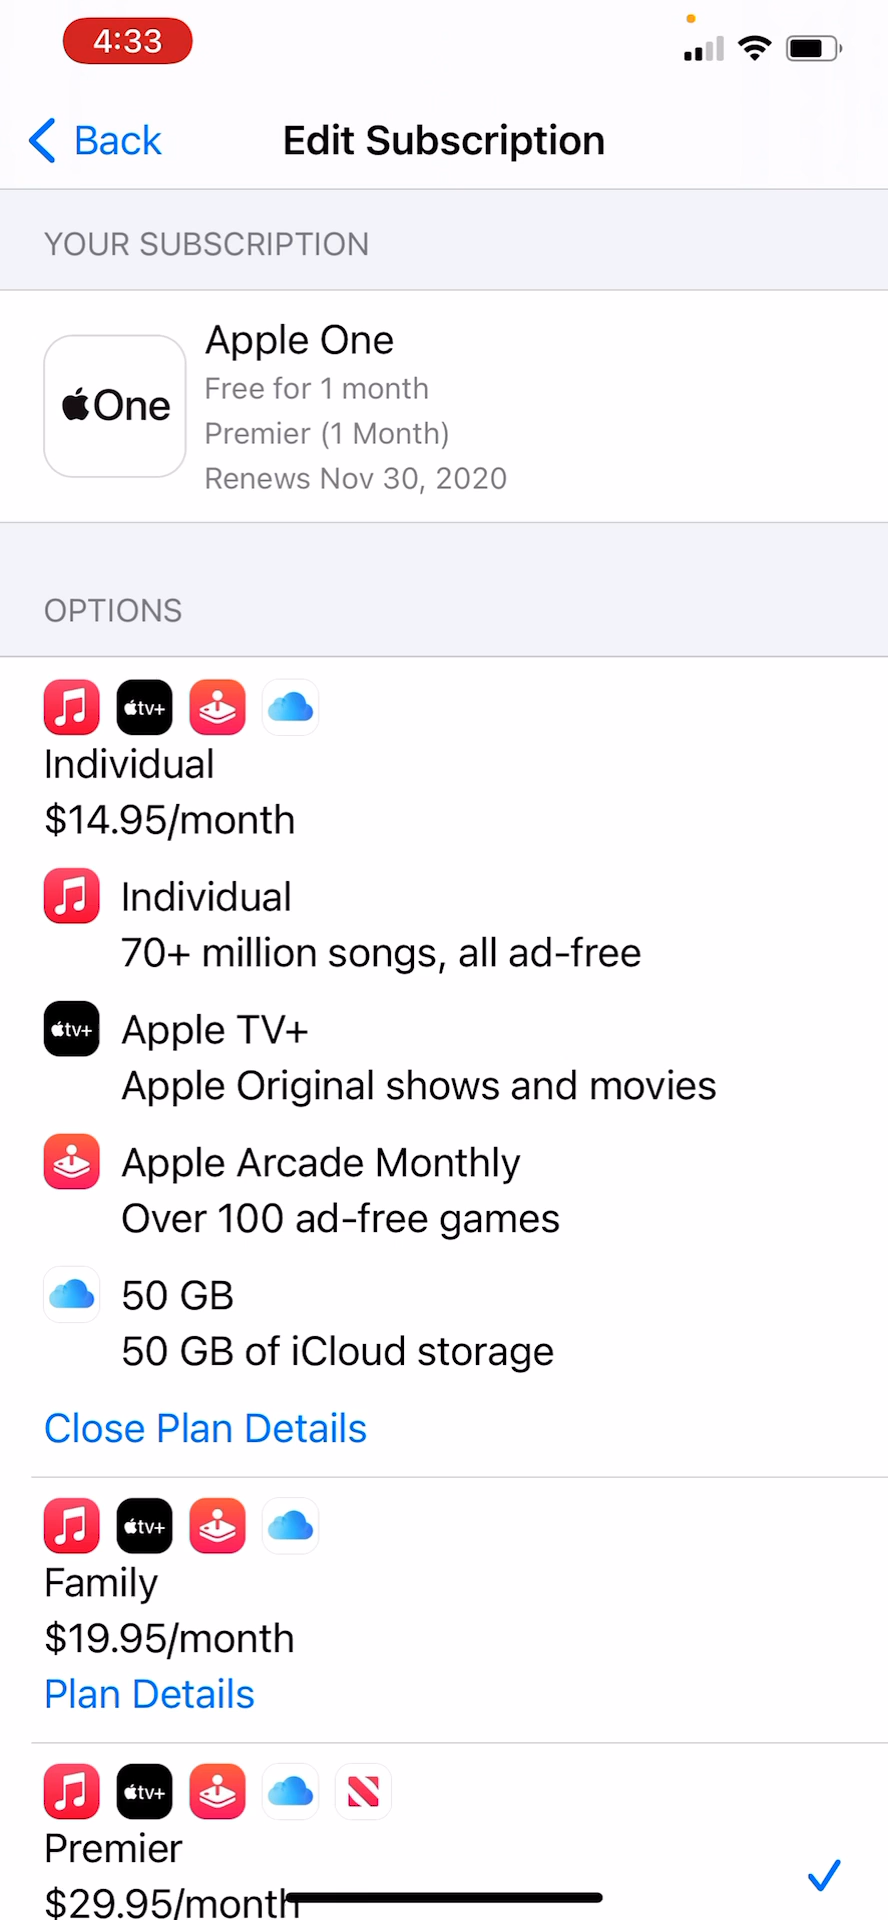 4:33
Back
Edit Subscription
YOUR SUBSCRIPTION
One
Apple One
Free for 1 month
Premier (1 Month)
Renews Nov 30, 2020
OPTIONS
tv+
Individual
$14.95/month
Individual
70+ million songs, all ad-free
tv+
Apple TV+
Apple Original shows and movies
Apple Arcade Monthly
Over 100 ad-free games
50 GB
50 GB of iCloud storage
Close Plan Details
tv+
Family
$19.95/month
Plan Details
tv+
Premier
$29.95/month